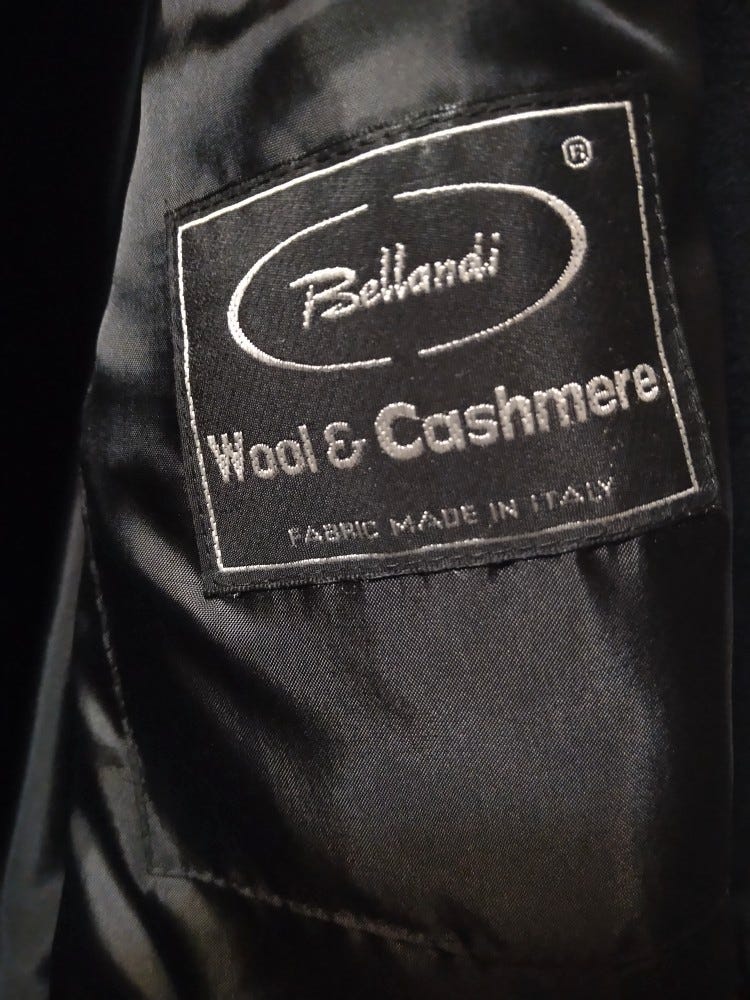 ®
Bellandi
Wool & Cashmere
FABRIC MADE IN ITALY